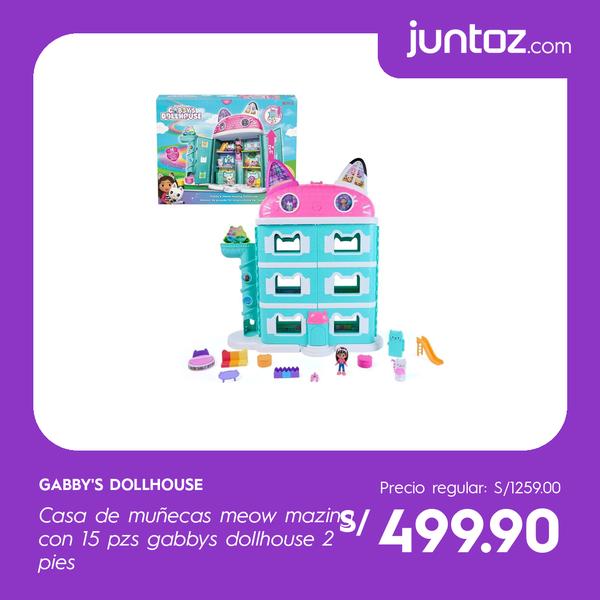 juntoz.com
GABBY'S
DOLLHOUSE
GABBY'S DOLLHOUSE
Precio regular: S/1259.00
Casa de muñecas meow mazing
con 15 pzs gabbys dollhouse 2
pies
S/ 499.90